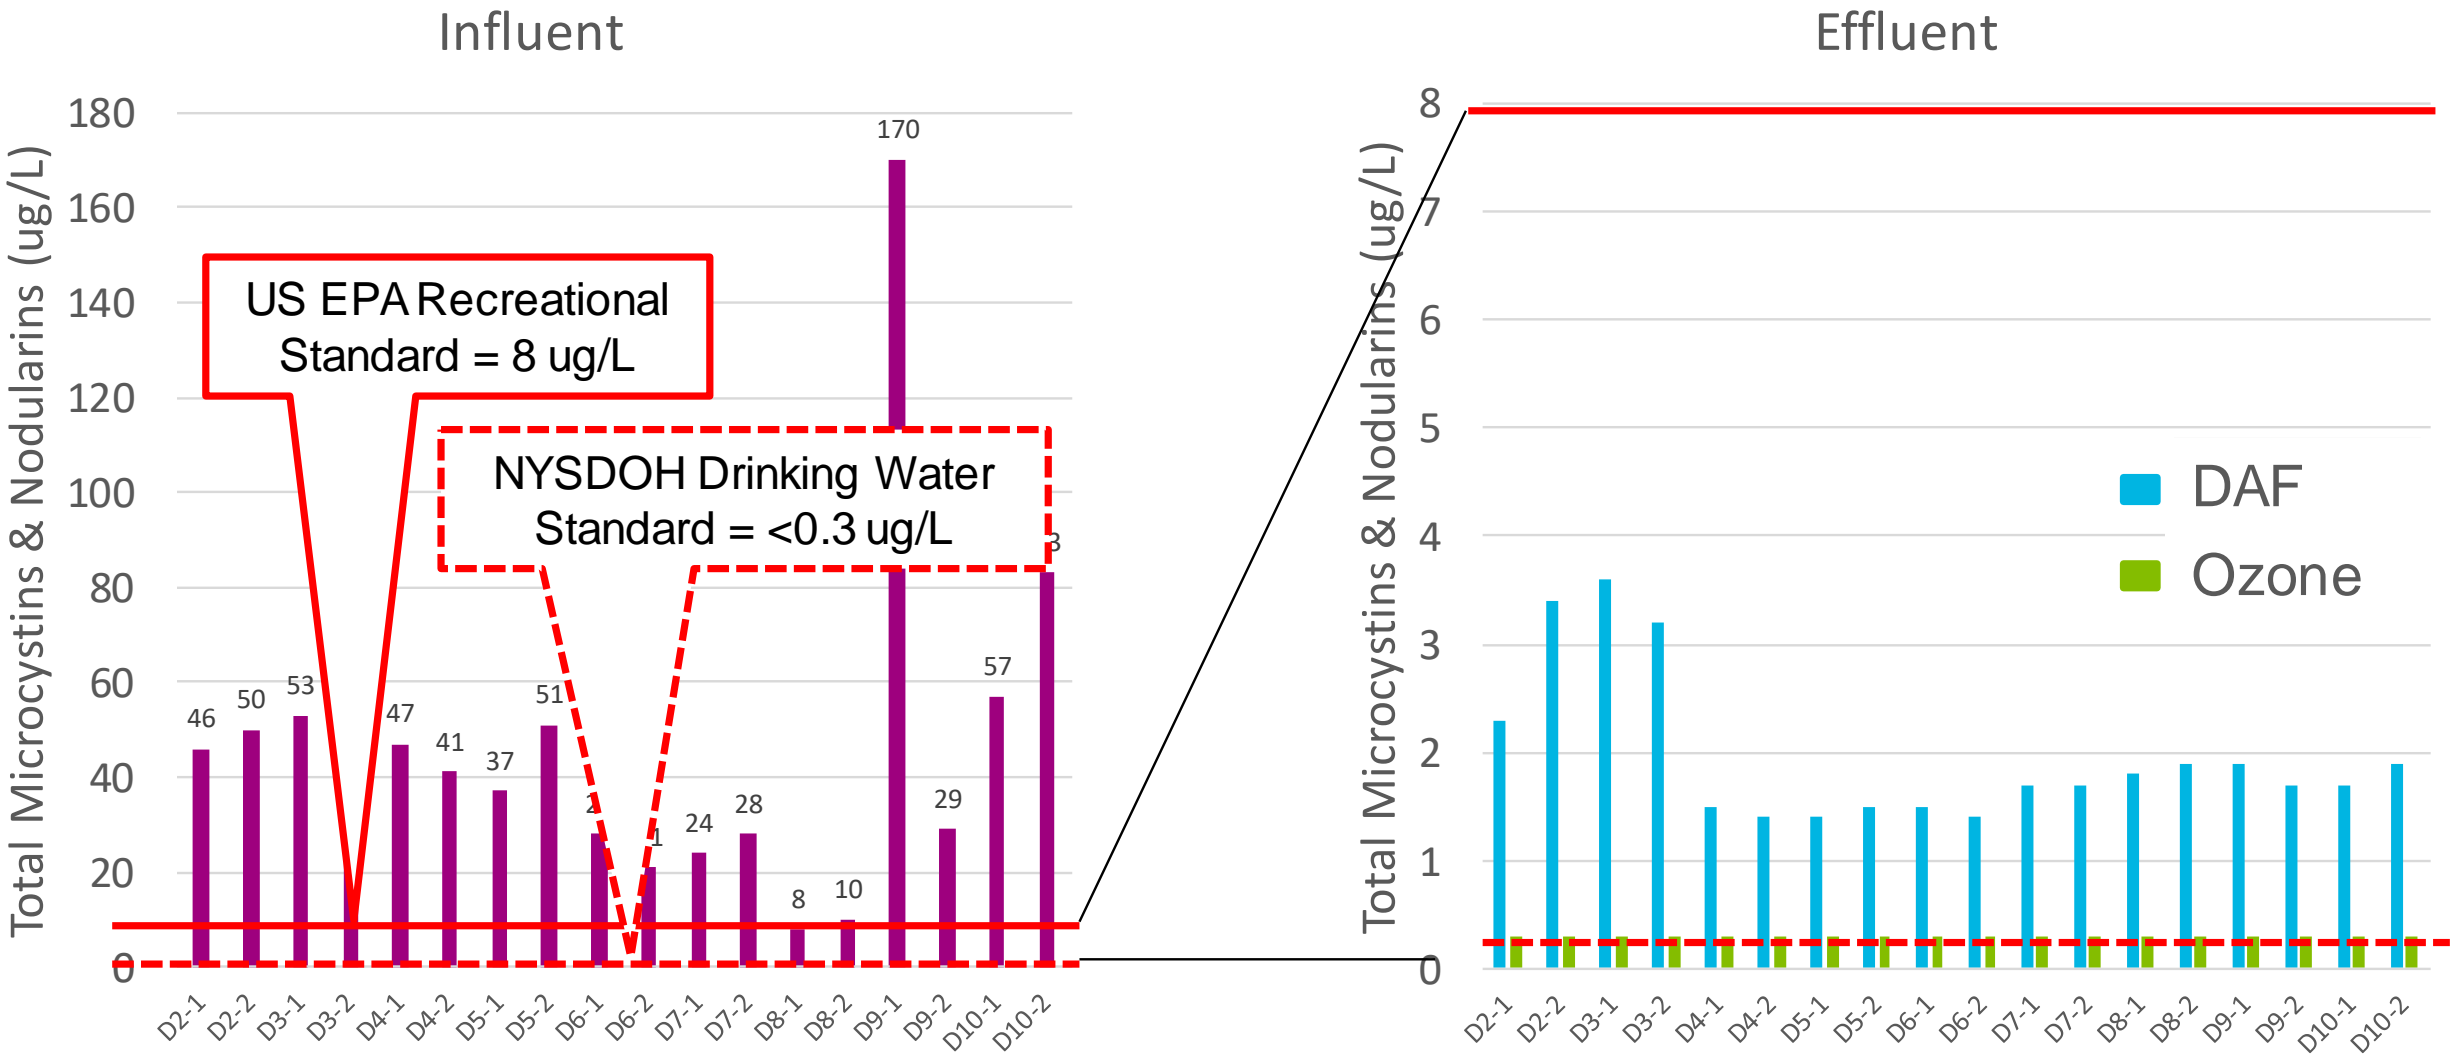 Influent
180
160
140
120
100
80
60
40
20
0
Total Microcystins & Nodularins (ug/L)
US EPA Recreational
Standard = 8 ug/L
NYSDOH Drinking Water
Standard = <0.3 ug/L
46
50
53
47
41
37
51
24
28
8
10
170
29
57
D2-1
D2-2
D3-1
D3-2
D4-1
D4-2
D5-1
D5-2
D6-1
D6-2
D7-1
D7-2
D8-1
D8-2
D9-1
D9-2
D10-1
D10-2
Effluent
8
7
6
5
4
3
2
1
0
Total Microcystins & Nodularins (ug/L)
DAF
Ozone
D2-1
D2-2
D3-1
D3-2
D4-1
D4-2
D5-1
D5-2
D6-1
D6-2
D7-1
D7-2
D8-1
D8-2
D9-1
D9-2
D10-1
D10-2